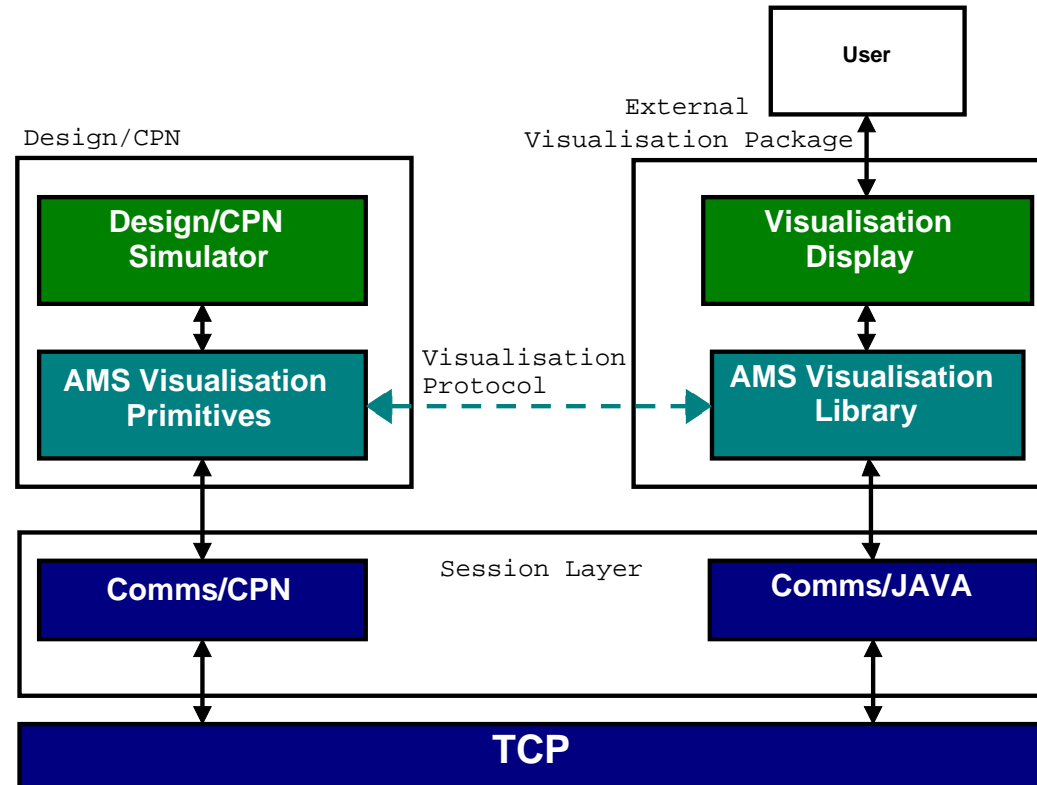 User
External
Visualisation Package
Design/CPN
Design/CPN
Simulator
Visualisation
Display
Visualisation
Protocol
AMS Visualisation
Primitives
AMS Visualisation
Library
Session Layer
Comms/CPN
Comms/JAVA
TCP